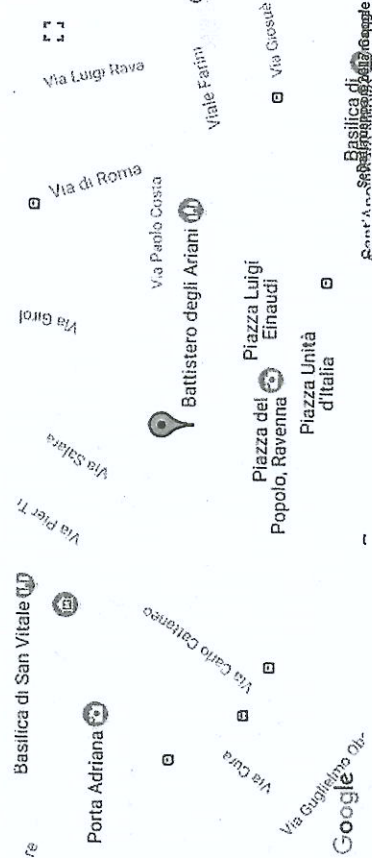 Basilica di San Vitale
Via Pier Ti
Via Salara
Via Girol
Via di Roma
Via Luigi Rava
Porta Adriana
Via Carlo Cattaneo
Via Paolo Costa
Battistero degli Ariani
Viale Farini
Via Cura
Piazza del
Popolo, Ravenna
Piazza Luigi
Einaudi
Via Giosuè
Piazza Unità
d'Italia
Via Guglielmo Ob
Google
Basilica di